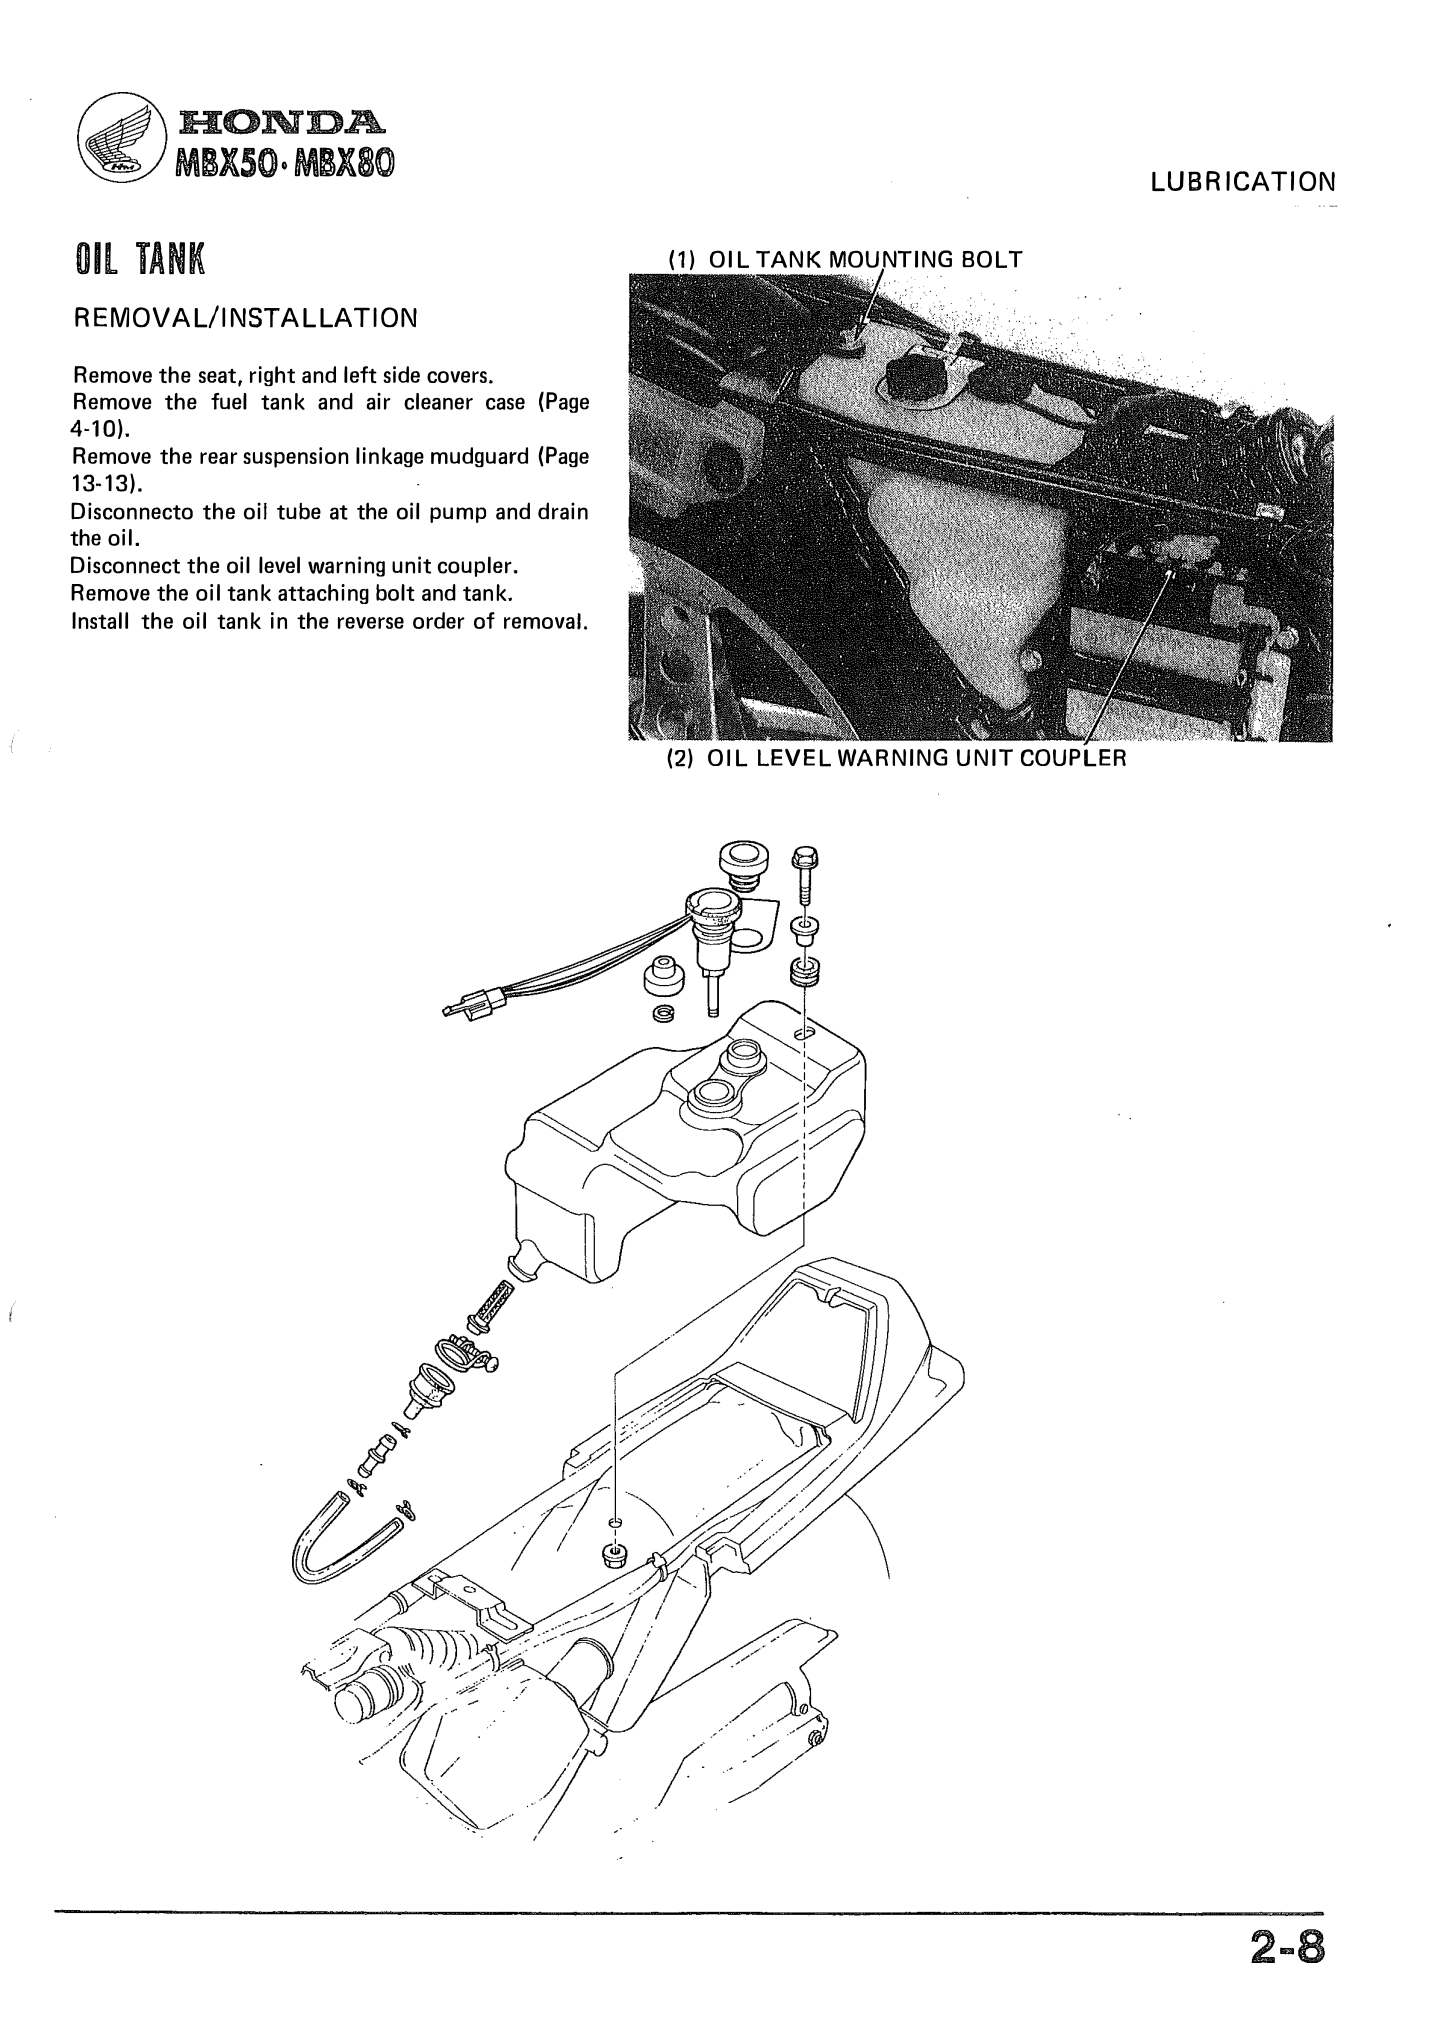 HONDA
MBX50·MBX80
LUBRICATION
OIL TANK
REMOVAL/INSTALLATION
Remove the seat, right and left side covers.
Remove the fuel tank and air cleaner case (Page
4-10).
Remove the rear suspension linkage mudguard (Page
13-13).
Disconnecto the oil tube at the oil pump and drain
the oil.
Disconnect the oil level warning unit coupler.
Remove the oil tank attaching bolt and tank.
Install the oil tank in the reverse order of removal.
(1) OIL TANK MOUNTING BOLT
(2) OIL LEVEL WARNING UNIT COUPLER
2-8